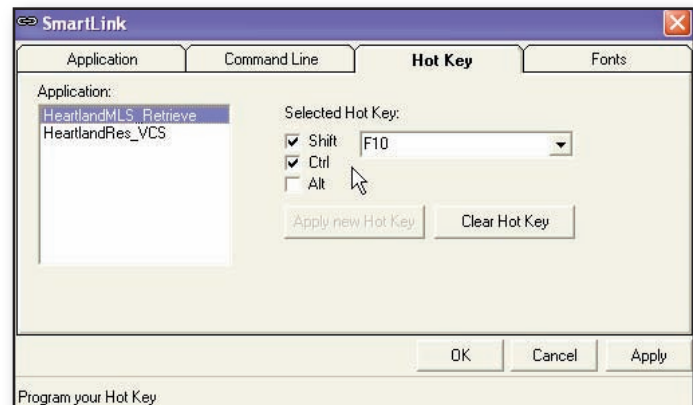 SmartLink
Application
Command Line
Hot Key
Fonts
Application:
HeartlandMLS_Retrieve
HeartlandRes_VCS
Selected Hot Key:
Shift
F10
Ctrl
Alt
Apply new Hot Key
Clear Hot Key
OK
Cancel
Apply
Program your Hot Key